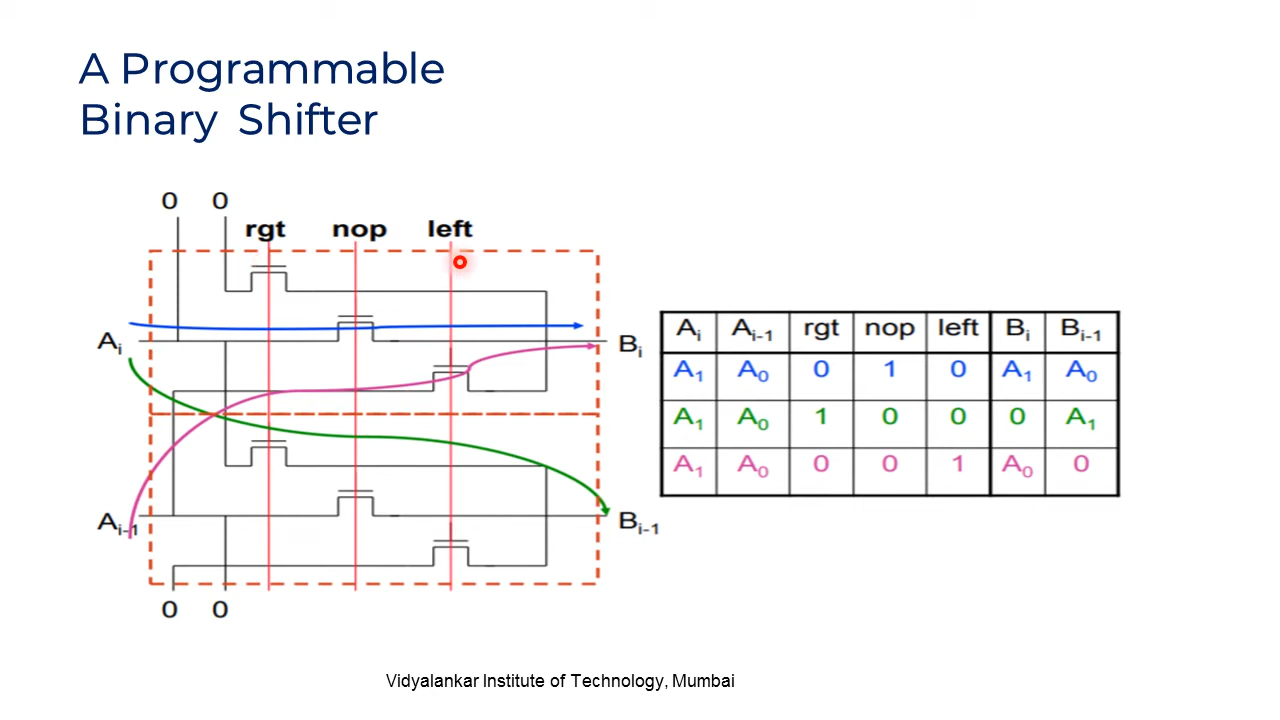 A Programmable
Binary Shifter
0 0
rgt nop left
Ai
Bi
Ai-1
Bi-1
0 0
Ai Ai-1 rgt nop left Bi Bi-1
A1 A0 0 1 0 A1 A0
A1 A0 1 0 0 0 A1
A1 A0 0 0 1 A0 0
Vidyalankar Institute of Technology, Mumbai